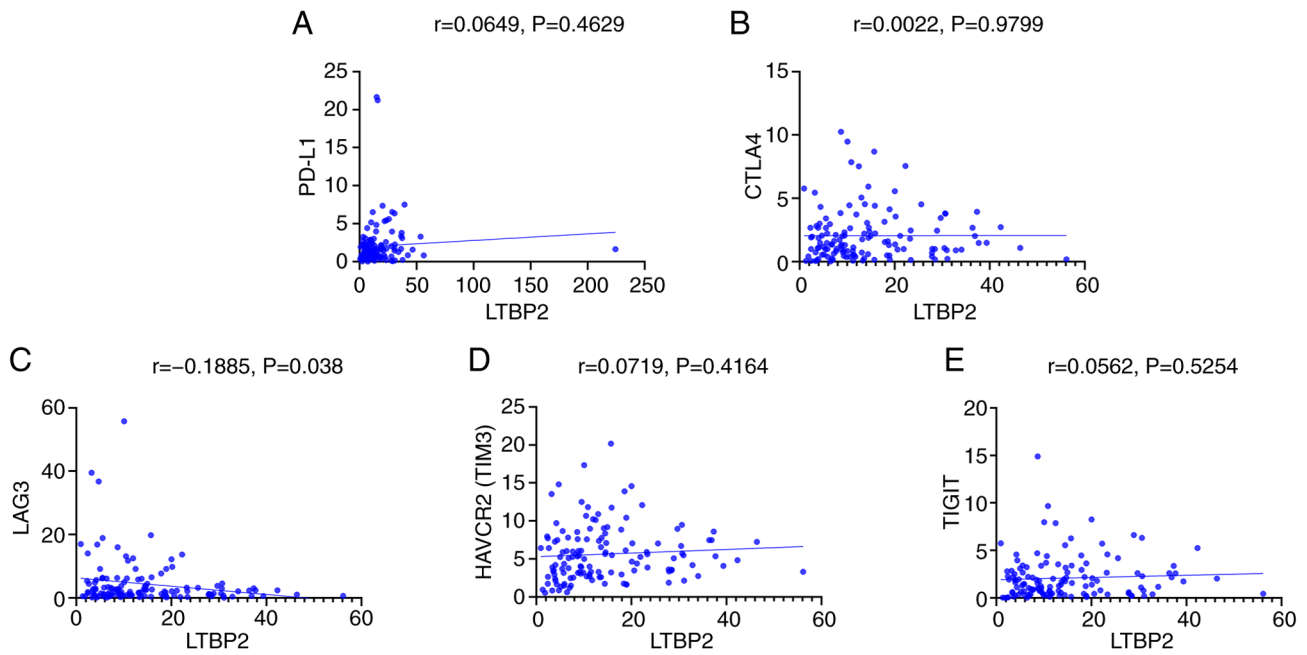 A
r=0.0649, P=0.4629
25
20
15
10
5
0
PD-L1
0 50 100 150 200 250
LTBP2
B
r=0.0022, P=0.9799
15
10
5
0
CTLA4
0 20 40 60
LTBP2
C
r=−0.1885, P=0.038
60
40
20
0
LAG3
0 20 40 60
LTBP2
D
r=0.0719, P=0.4164
25
20
15
10
5
0
HAVCR2 (TIM3)
0 20 40 60
LTBP2
E
r=0.0562, P=0.5254
20
15
10
5
0
TIGIT
0 20 40 60
LTBP2